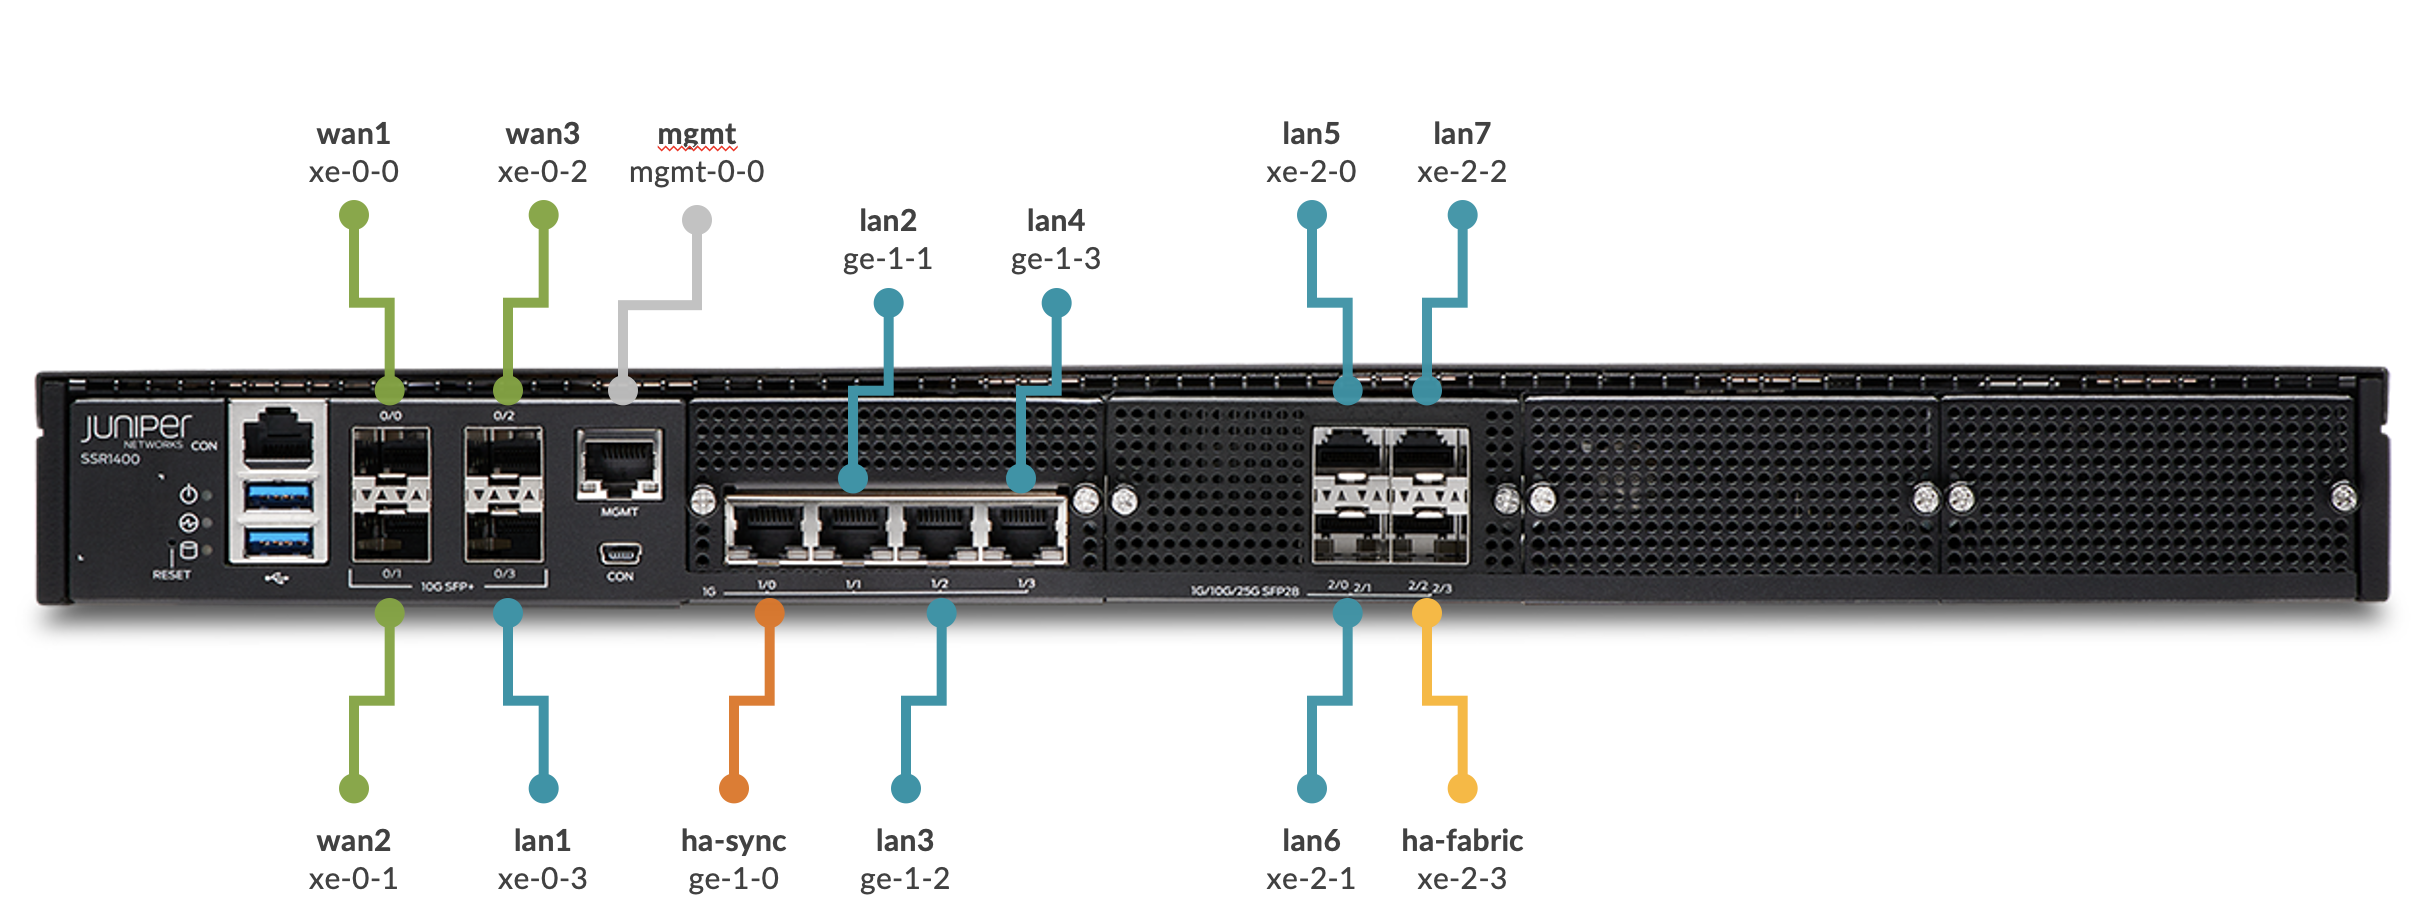 wan1
xe-0-0
wan3
xe-0-2
mgmt
mgmt-0-0
lan2
ge-1-1
lan4
ge-1-3
lan5
xe-2-0
lan7
xe-2-2
JUNIPER
NETWORKS
SSR1400
CON
RESET
0/0
0/2
0/1
0/3
10G SFP+
MGMT
CON
1G
1/0
1/1
1/2
1/3
1G/10G/25G SFP28
2/0
2/1
2/2
2/3
wan2
xe-0-1
lan1
xe-0-3
ha-sync
ge-1-0
lan3
ge-1-2
lan6
xe-2-1
ha-fabric
xe-2-3